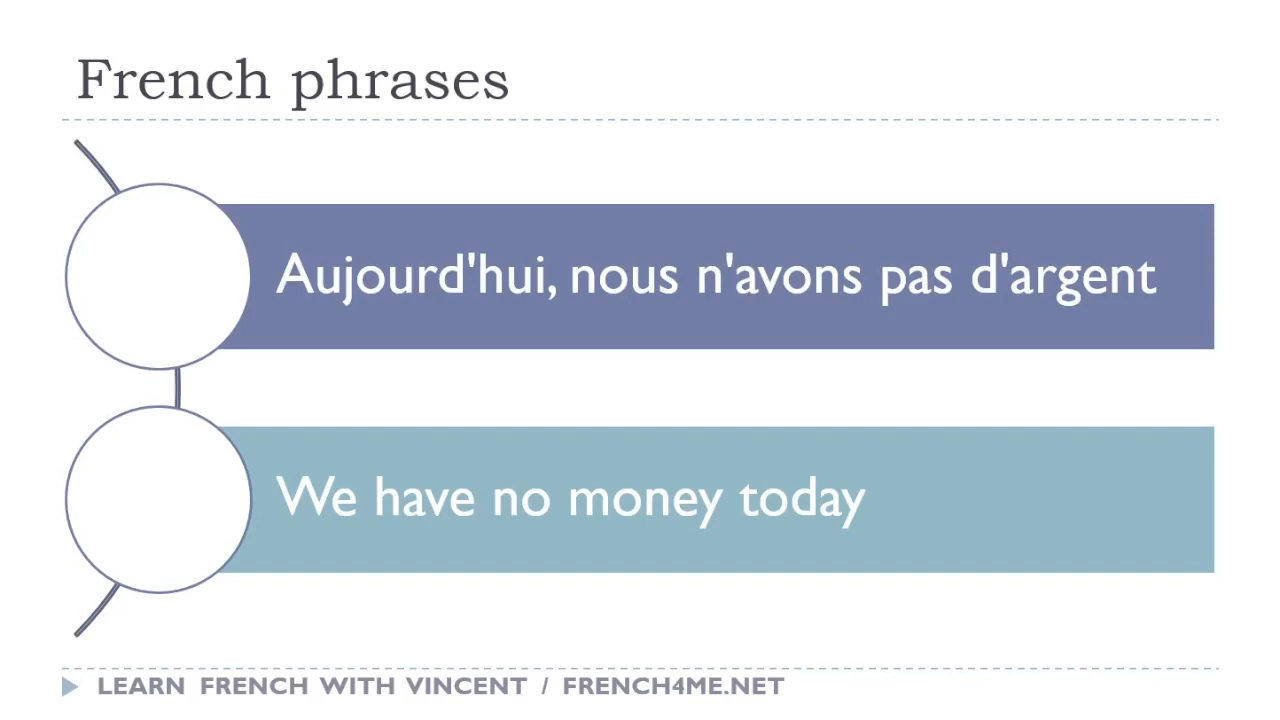 French phrases
Aujourd'hui, nous n'avons pas d'argent
We have no money today
LEARN FRENCH WITH VINCENT / FRENCH4ME.NET